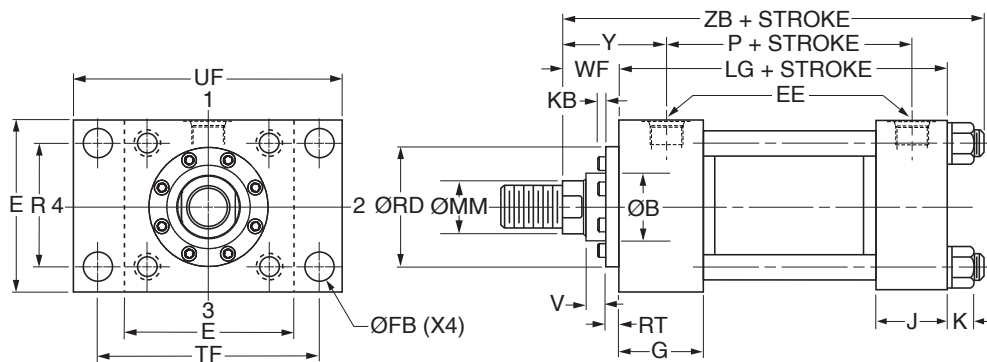 ZB + STROKE
Y
P + STROKE
UF
WF
LG + STROKE
1
KB
EE
E
R
4
2
ØRD
ØMM
ØB
3
E
ØFB (X4)
V
RT
J
K
TF
G